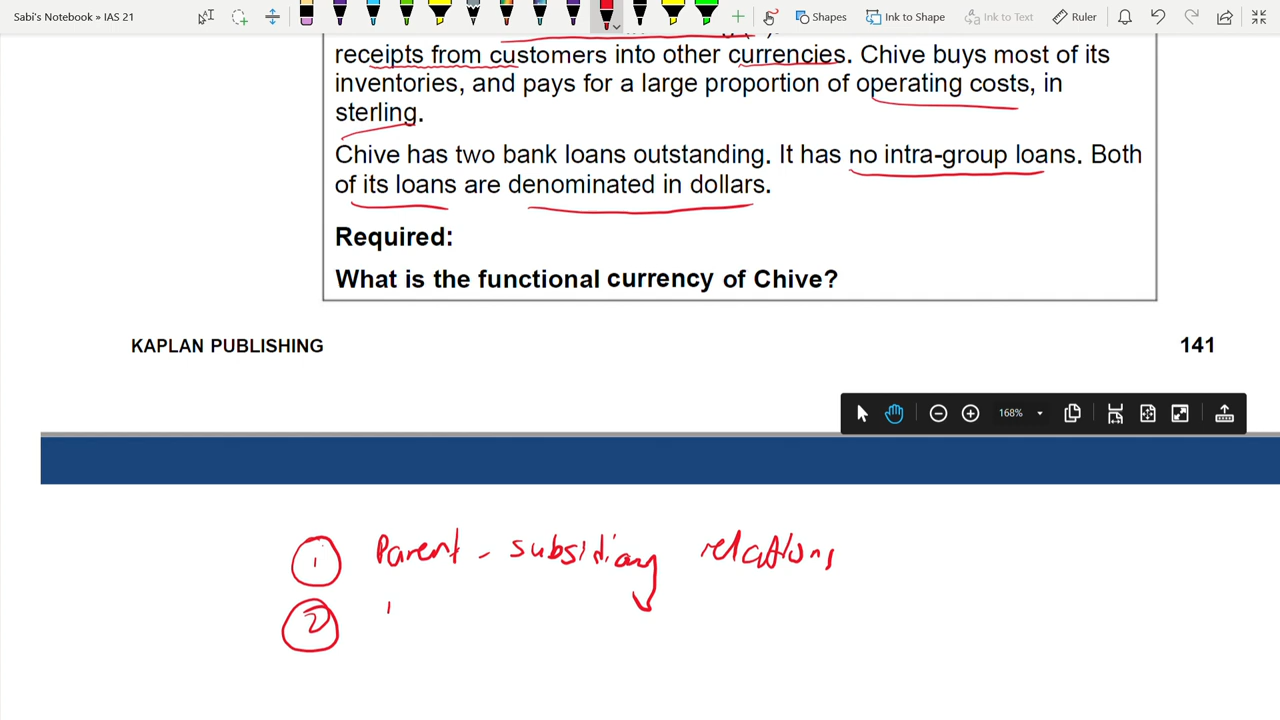 Sabi's Notebook » IAS 21
Shapes
Ink to Shape
Ink to Text
Ruler
receipts from customers into other currencies. Chive buys most of its
inventories, and pays for a large proportion of operating costs, in
sterling.
Chive has two bank loans outstanding. It has no intra-group loans. Both
of its loans are denominated in dollars.
Required:
What is the functional currency of Chive?
KAPLAN PUBLISHING
141
168%
1 Parent - subsidiary relations
2